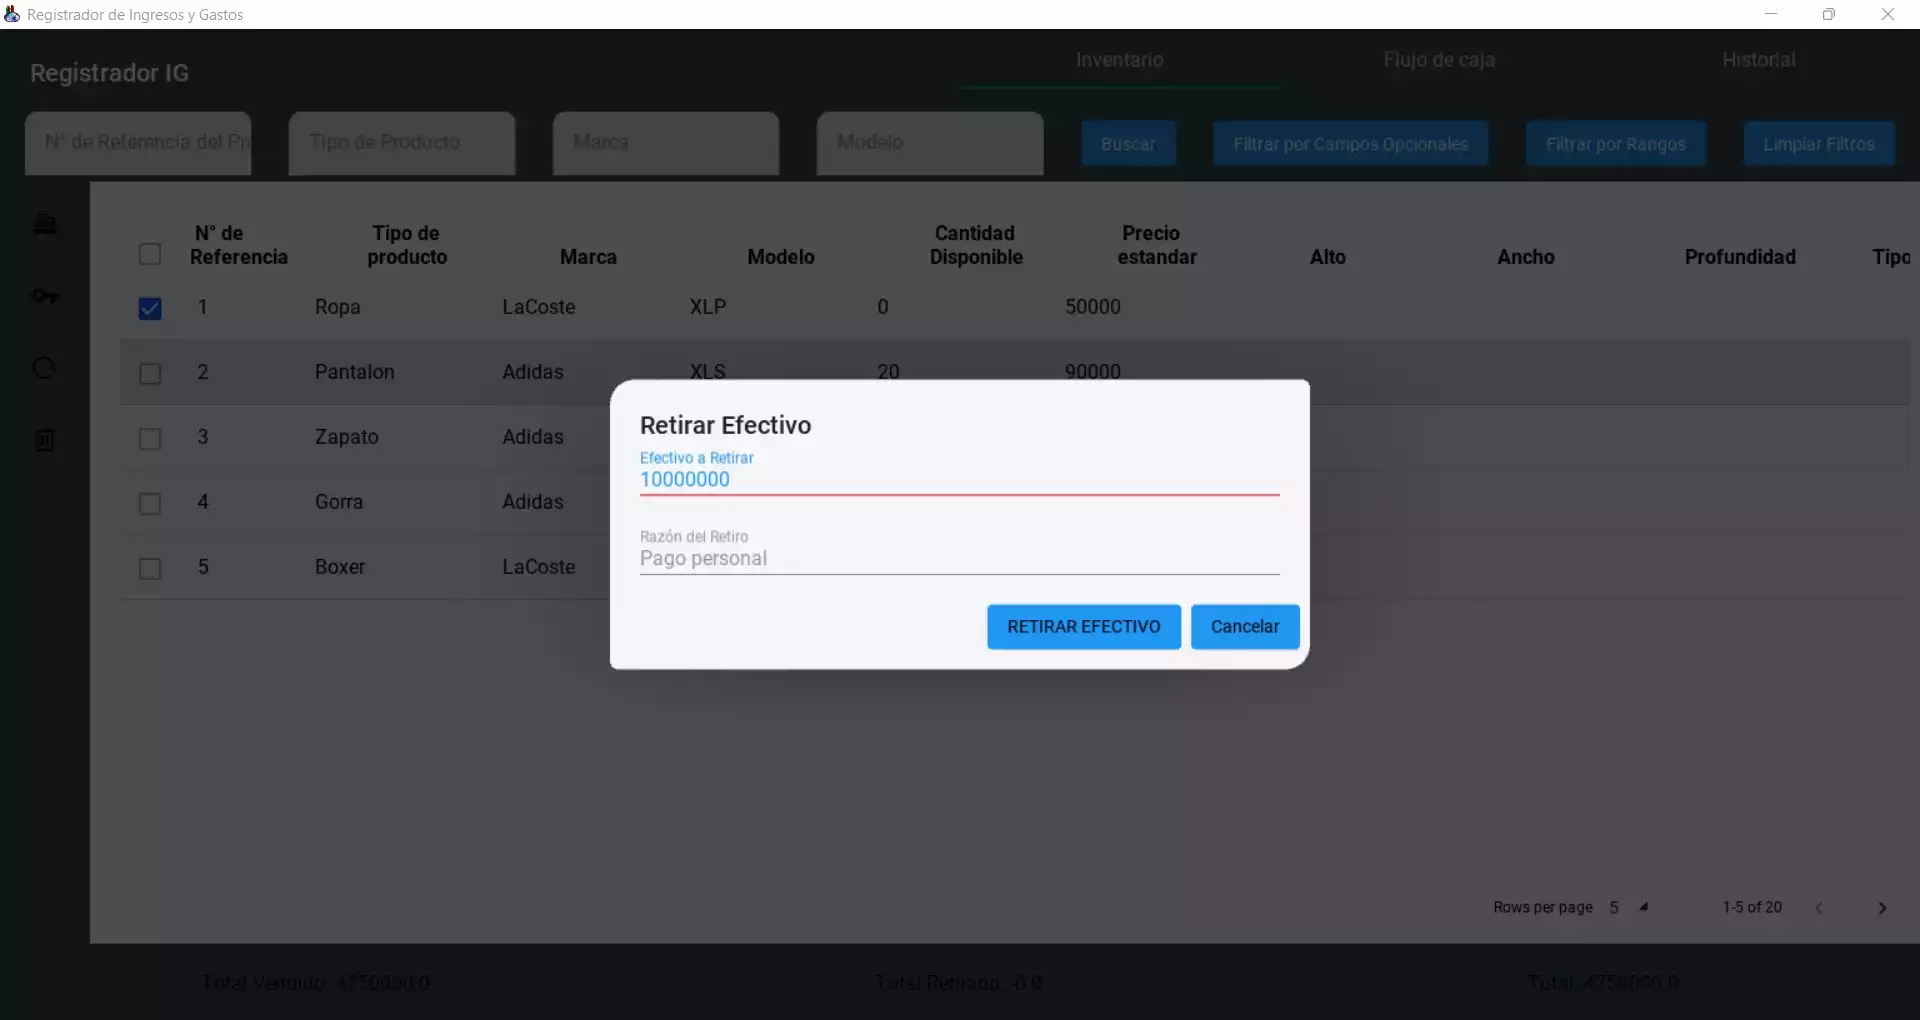 Registrador de Ingresos y Gastos
Registrador IG
Inventario
Flujo de caja
Historial
N° de Referencia del Pro
Tipo de Producto
Marca
Modelo
Buscar
Filtrar por Campos Opcionales
Filtrar por Rangos
Limpiar Filtros
N° de Referencia
Tipo de producto
Marca
Modelo
Cantidad Disponible
Precio estandar
Alto
Ancho
Profundidad
Tipo
1 Ropa LaCoste XLP 0 50000
2 Pantalon Adidas XLS 20 90000
3 Zapato Adidas
4 Gorra Adidas
5 Boxer LaCoste
Retirar Efectivo
Efectivo a Retirar
10000000
Razón del Retiro
Pago personal
RETIRAR EFECTIVO
Cancelar
Rows per page 5
1-5 of 20
Total Vendido: 4750000.0
Total Retirado: -0.0
Total: 4750000.0